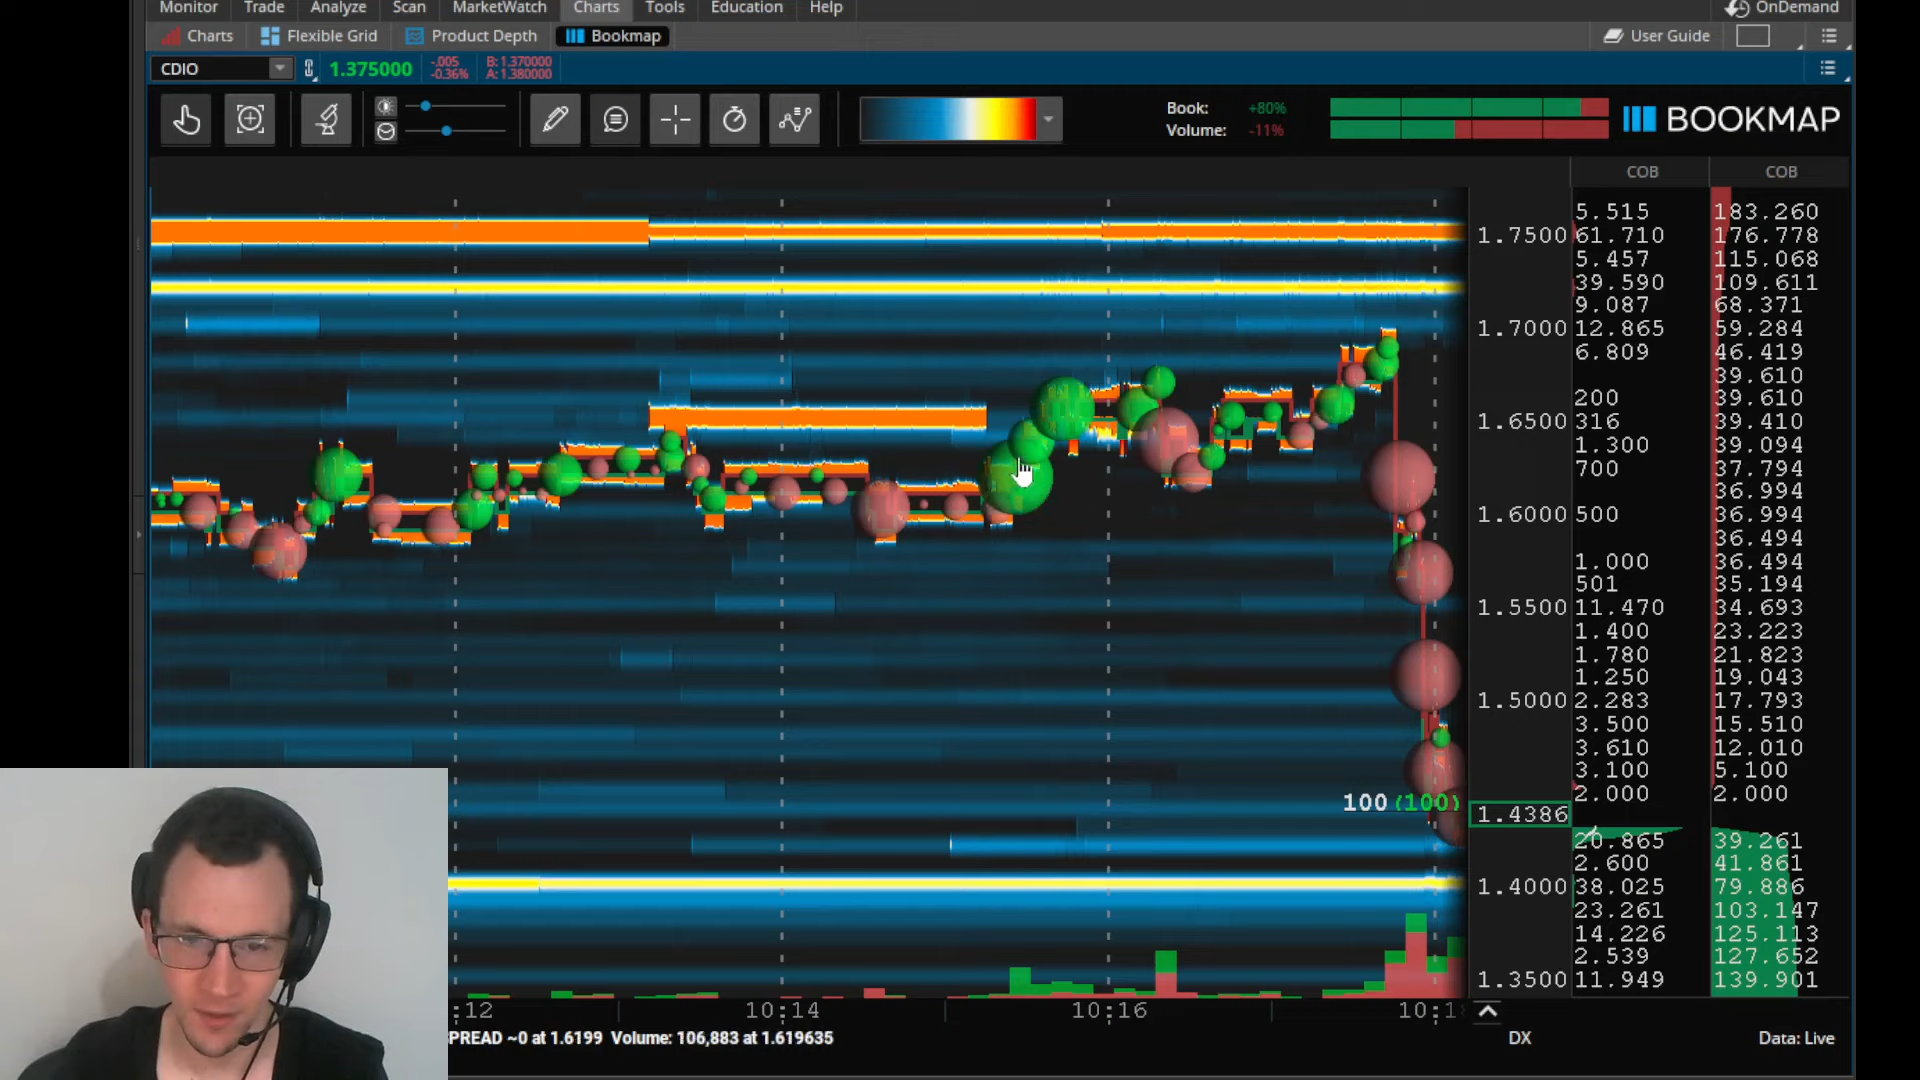 Monitor Trade Analyze Scan MarketWatch Charts Tools Education Help OnDemand
Charts Flexible Grid Product Depth Bookmap User Guide
CDIO 1.375000 -.005 -0.36% B: 1.370000 A: 1.380000
Book: +80%
Volume: -11%
BOOKMAP
COB COB
5.515 183.260
1.7500 61.710 176.778
5.457 115.068
39.590 109.611
9.087 68.371
1.7000 12.865 59.284
6.809 46.419
39.610
200 39.610
1.6500 316 39.410
1.300 39.094
700 37.794
36.994
1.6000 500 36.994
36.494
1.000 36.494
501 35.194
1.5500 11.470 34.693
1.400 23.223
1.780 21.823
1.250 19.043
1.5000 2.283 17.793
3.500 15.510
3.610 12.010
3.100 5.100
2.000 2.000
100 (100) 1.4386
20.865 39.261
2.600 41.861
1.4000 38.025 79.886
23.261 103.147
14.226 125.113
2.539 127.652
1.3500 11.949 139.901
:12 10:14 10:16 10:1
SPREAD ~0 at 1.6199 Volume: 106,883 at 1.619635 DX Data: Live